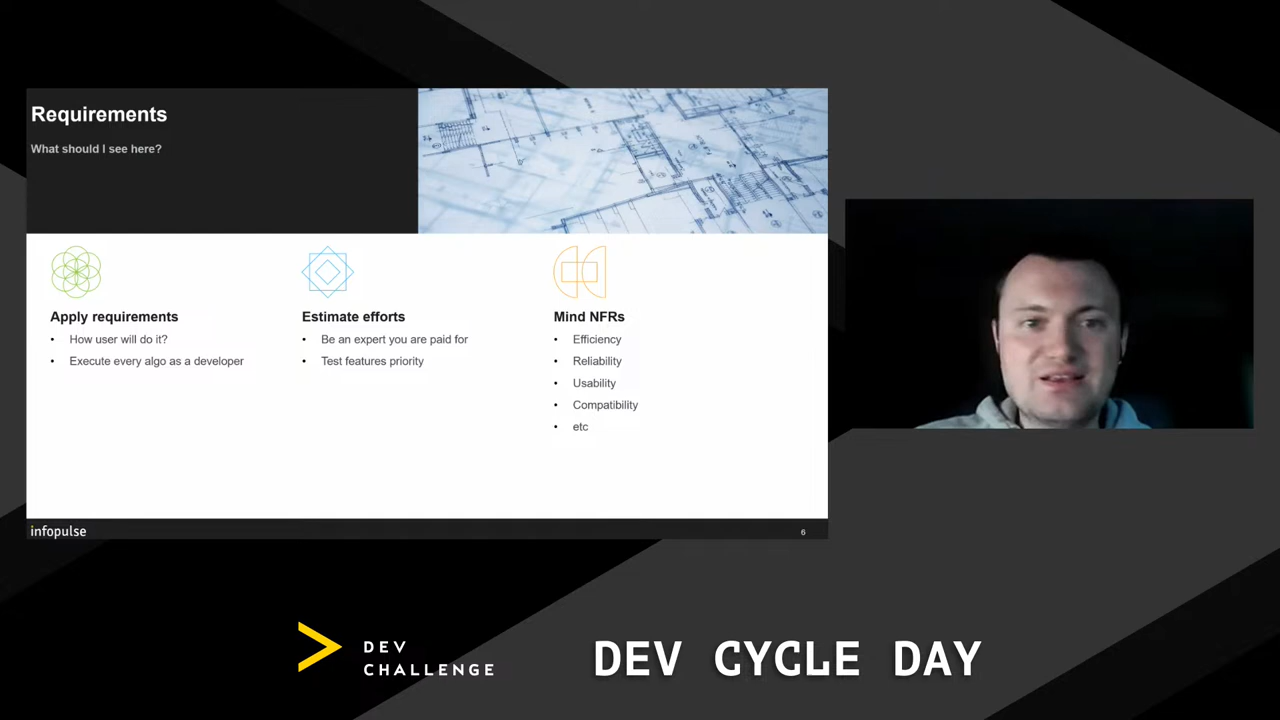 Requirements
What should I see here?
Apply requirements
• How user will do it?
• Execute every algo as a developer
Estimate efforts
• Be an expert you are paid for
• Test features priority
Mind NFRs
• Efficiency
• Reliability
• Usability
• Compatibility
• etc
infopulse
6
DEV
CHALLENGE
DEV CYCLE DAY